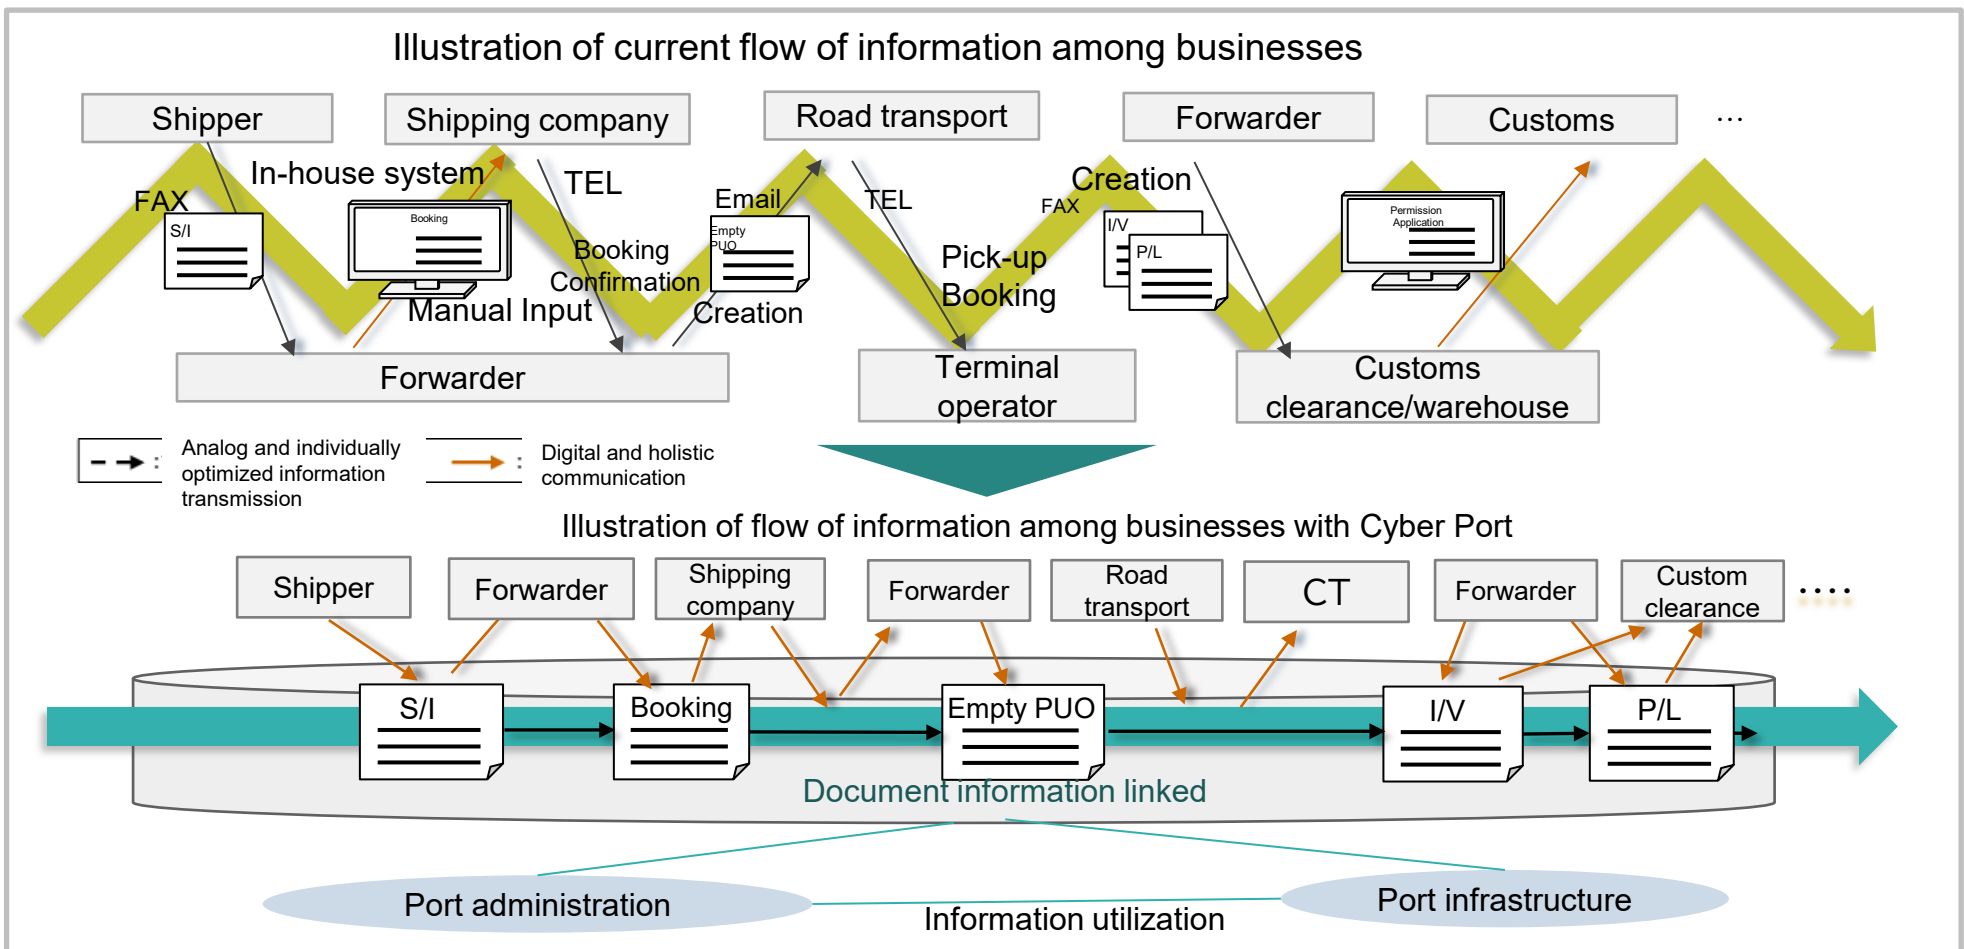 Illustration of current flow of information among businesses
Shipper
Shipping company
Road transport
Forwarder
Customs
...
FAX
In-house system
TEL
Email
TEL
FAX
Creation
S/I
Booking
Empty
PUO
I/V
P/L
Permission
Application
Booking
Confirmation
Pick-up
Booking
Manual Input
Creation
Forwarder
Terminal
operator
Customs
clearance/warehouse
: Analog and individually
optimized information
transmission
: Digital and holistic
communication
Illustration of flow of information among businesses with Cyber Port
Shipper
Forwarder
Shipping
company
Forwarder
Road
transport
CT
Forwarder
Custom
clearance
....
S/I
Booking
Empty PUO
I/V
P/L
Document information linked
Port administration
Information utilization
Port infrastructure